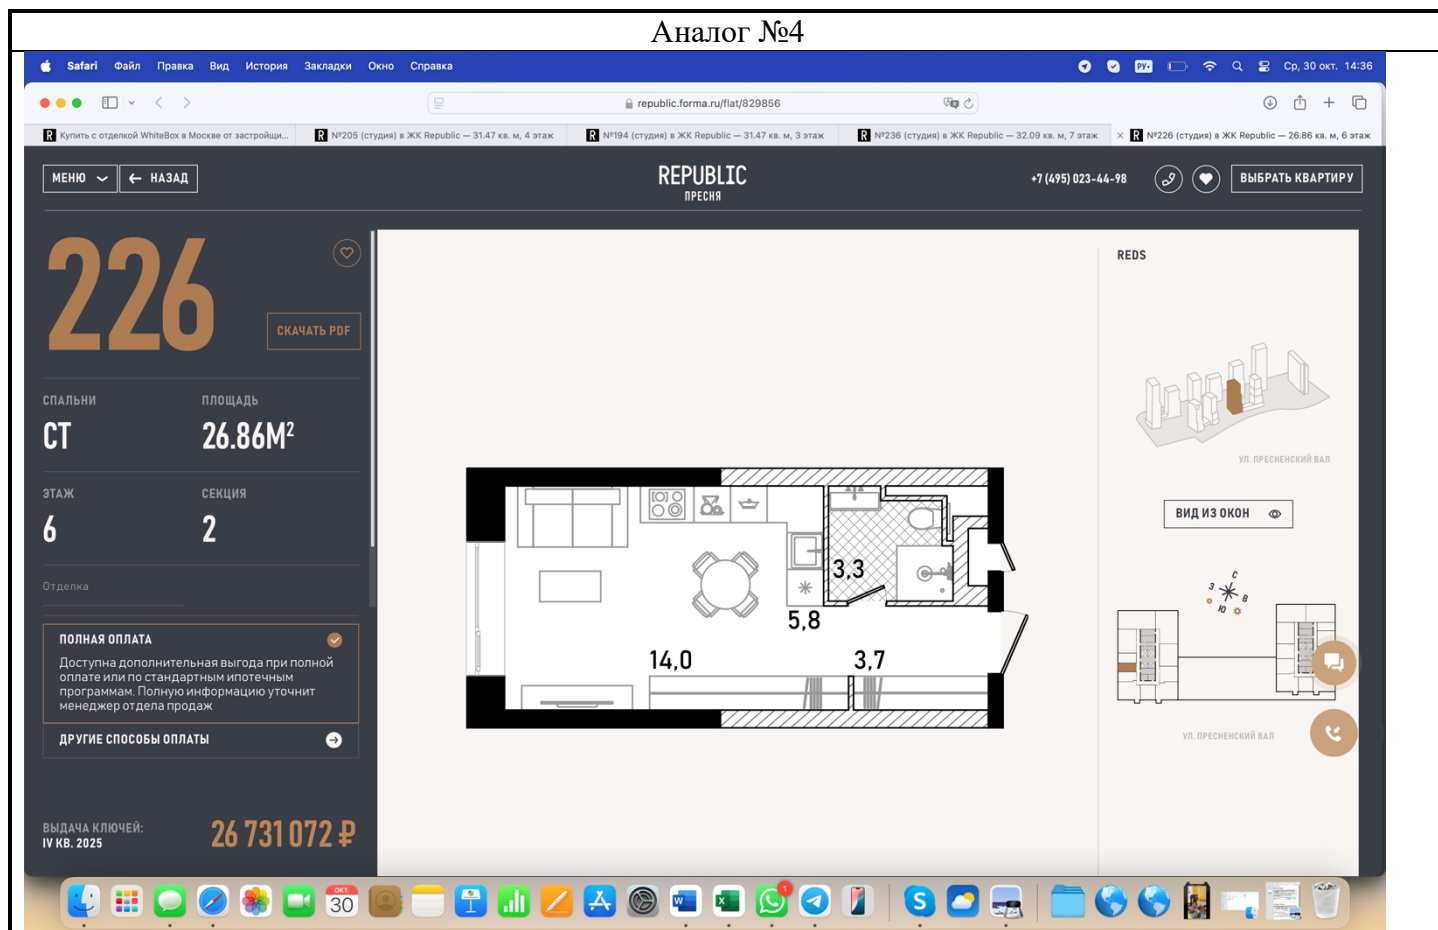 Аналог №4
Safari Файл Правка Вид История Закладки Окно Справка
РУ
Ср, 30 окт. 14:36
republic.forma.ru/flat/829856
Купить с отделкой WhiteBox в Москве от застройщи...
№205 (студия) в ЖК Republic — 31.47 кв. м, 4 этаж
№194 (студия) в ЖК Republic — 31.47 кв. м, 3 этаж
№236 (студия) в ЖК Republic — 32.09 кв. м, 7 этаж
№226 (студия) в ЖК Republic — 26.86 кв. м, 6 этаж
МЕНЮ
НАЗАД
REPUBLIC
ПРЕСНЯ
+7 (495) 023-44-98
ВЫБРАТЬ КВАРТИРУ
226
СКАЧАТЬ PDF
СПАЛЬНИ ПЛОЩАДЬ
СТ 26.86М²
ЭТАЖ СЕКЦИЯ
6 2
Отделка
ПОЛНАЯ ОПЛАТА
Доступна дополнительная выгода при полной
оплате или по стандартным ипотечным
программам. Полную информацию уточнит
менеджер отдела продаж
ДРУГИЕ СПОСОБЫ ОПЛАТЫ
ВЫДАЧА КЛЮЧЕЙ:
IV КВ. 2025
26 731 072 ₽
3,3
5,8
14,0
3,7
REDS
УЛ. ПРЕСНЕНСКИЙ ВАЛ
ВИД ИЗ ОКОН
С
З
В
Ю
УЛ. ПРЕСНЕНСКИЙ ВАЛ
ОКТ.
30
1